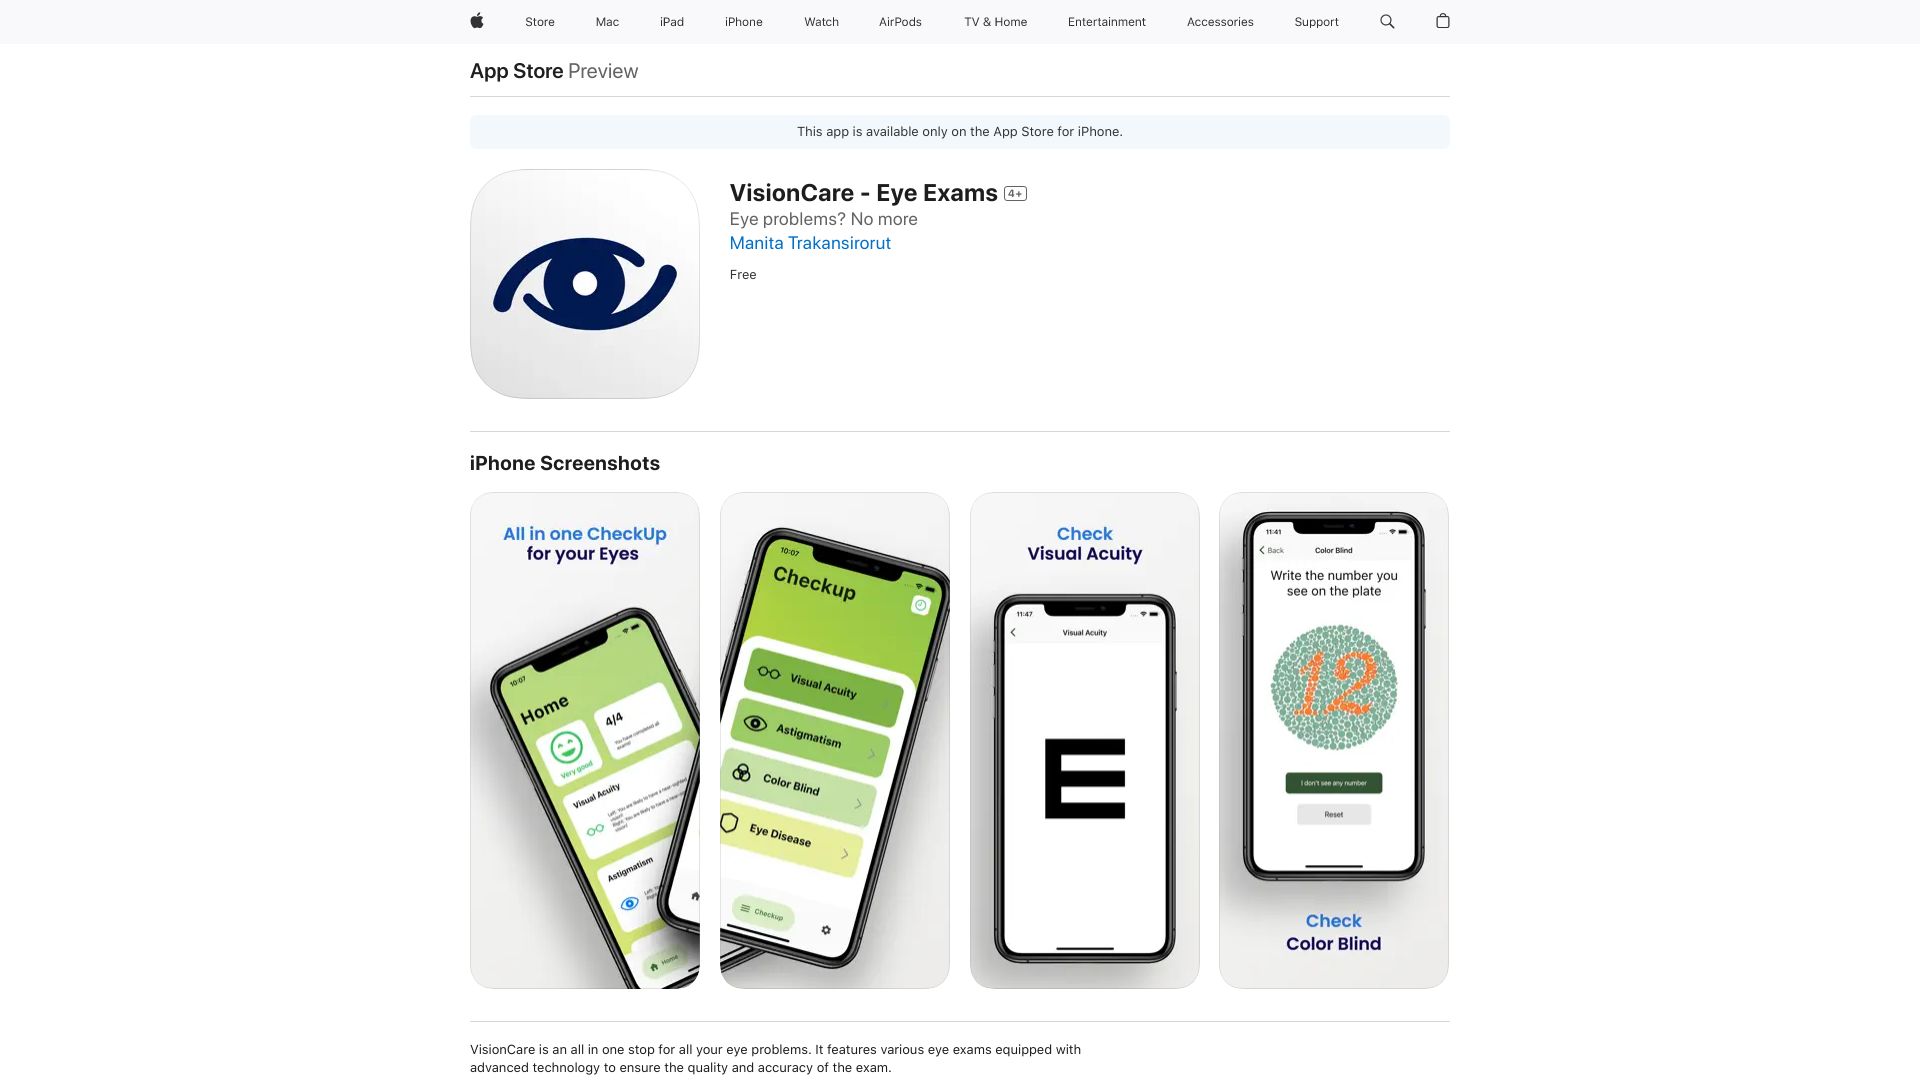 Store Mac iPad iPhone Watch AirPods TV & Home Entertainment Accessories Support
App Store Preview
This app is available only on the App Store for iPhone.
VisionCare - Eye Exams 4+
Eye problems? No more
Manita Trakansirorut
Free
iPhone Screenshots
All in one CheckUp
for your Eyes
10:07
Home
Very good
4/4
You have completed all
exams!
Visual Acuity
Left: You are likely to have a near-sighted
vision!
Right: You are likely to have a near-
vision!
Astigmatism
Left:
Right:
Home
10:07
Checkup
Visual Acuity
Astigmatism
Color Blind
Eye Disease
Checkup
Check
Visual Acuity
11:47
Visual Acuity
E
11:41
Back
Color Blind
Write the number you
see on the plate
12
I don't see any number
Reset
Check
Color Blind
VisionCare is an all in one stop for all your eye problems. It features various eye exams equipped with
advanced technology to ensure the quality and accuracy of the exam.